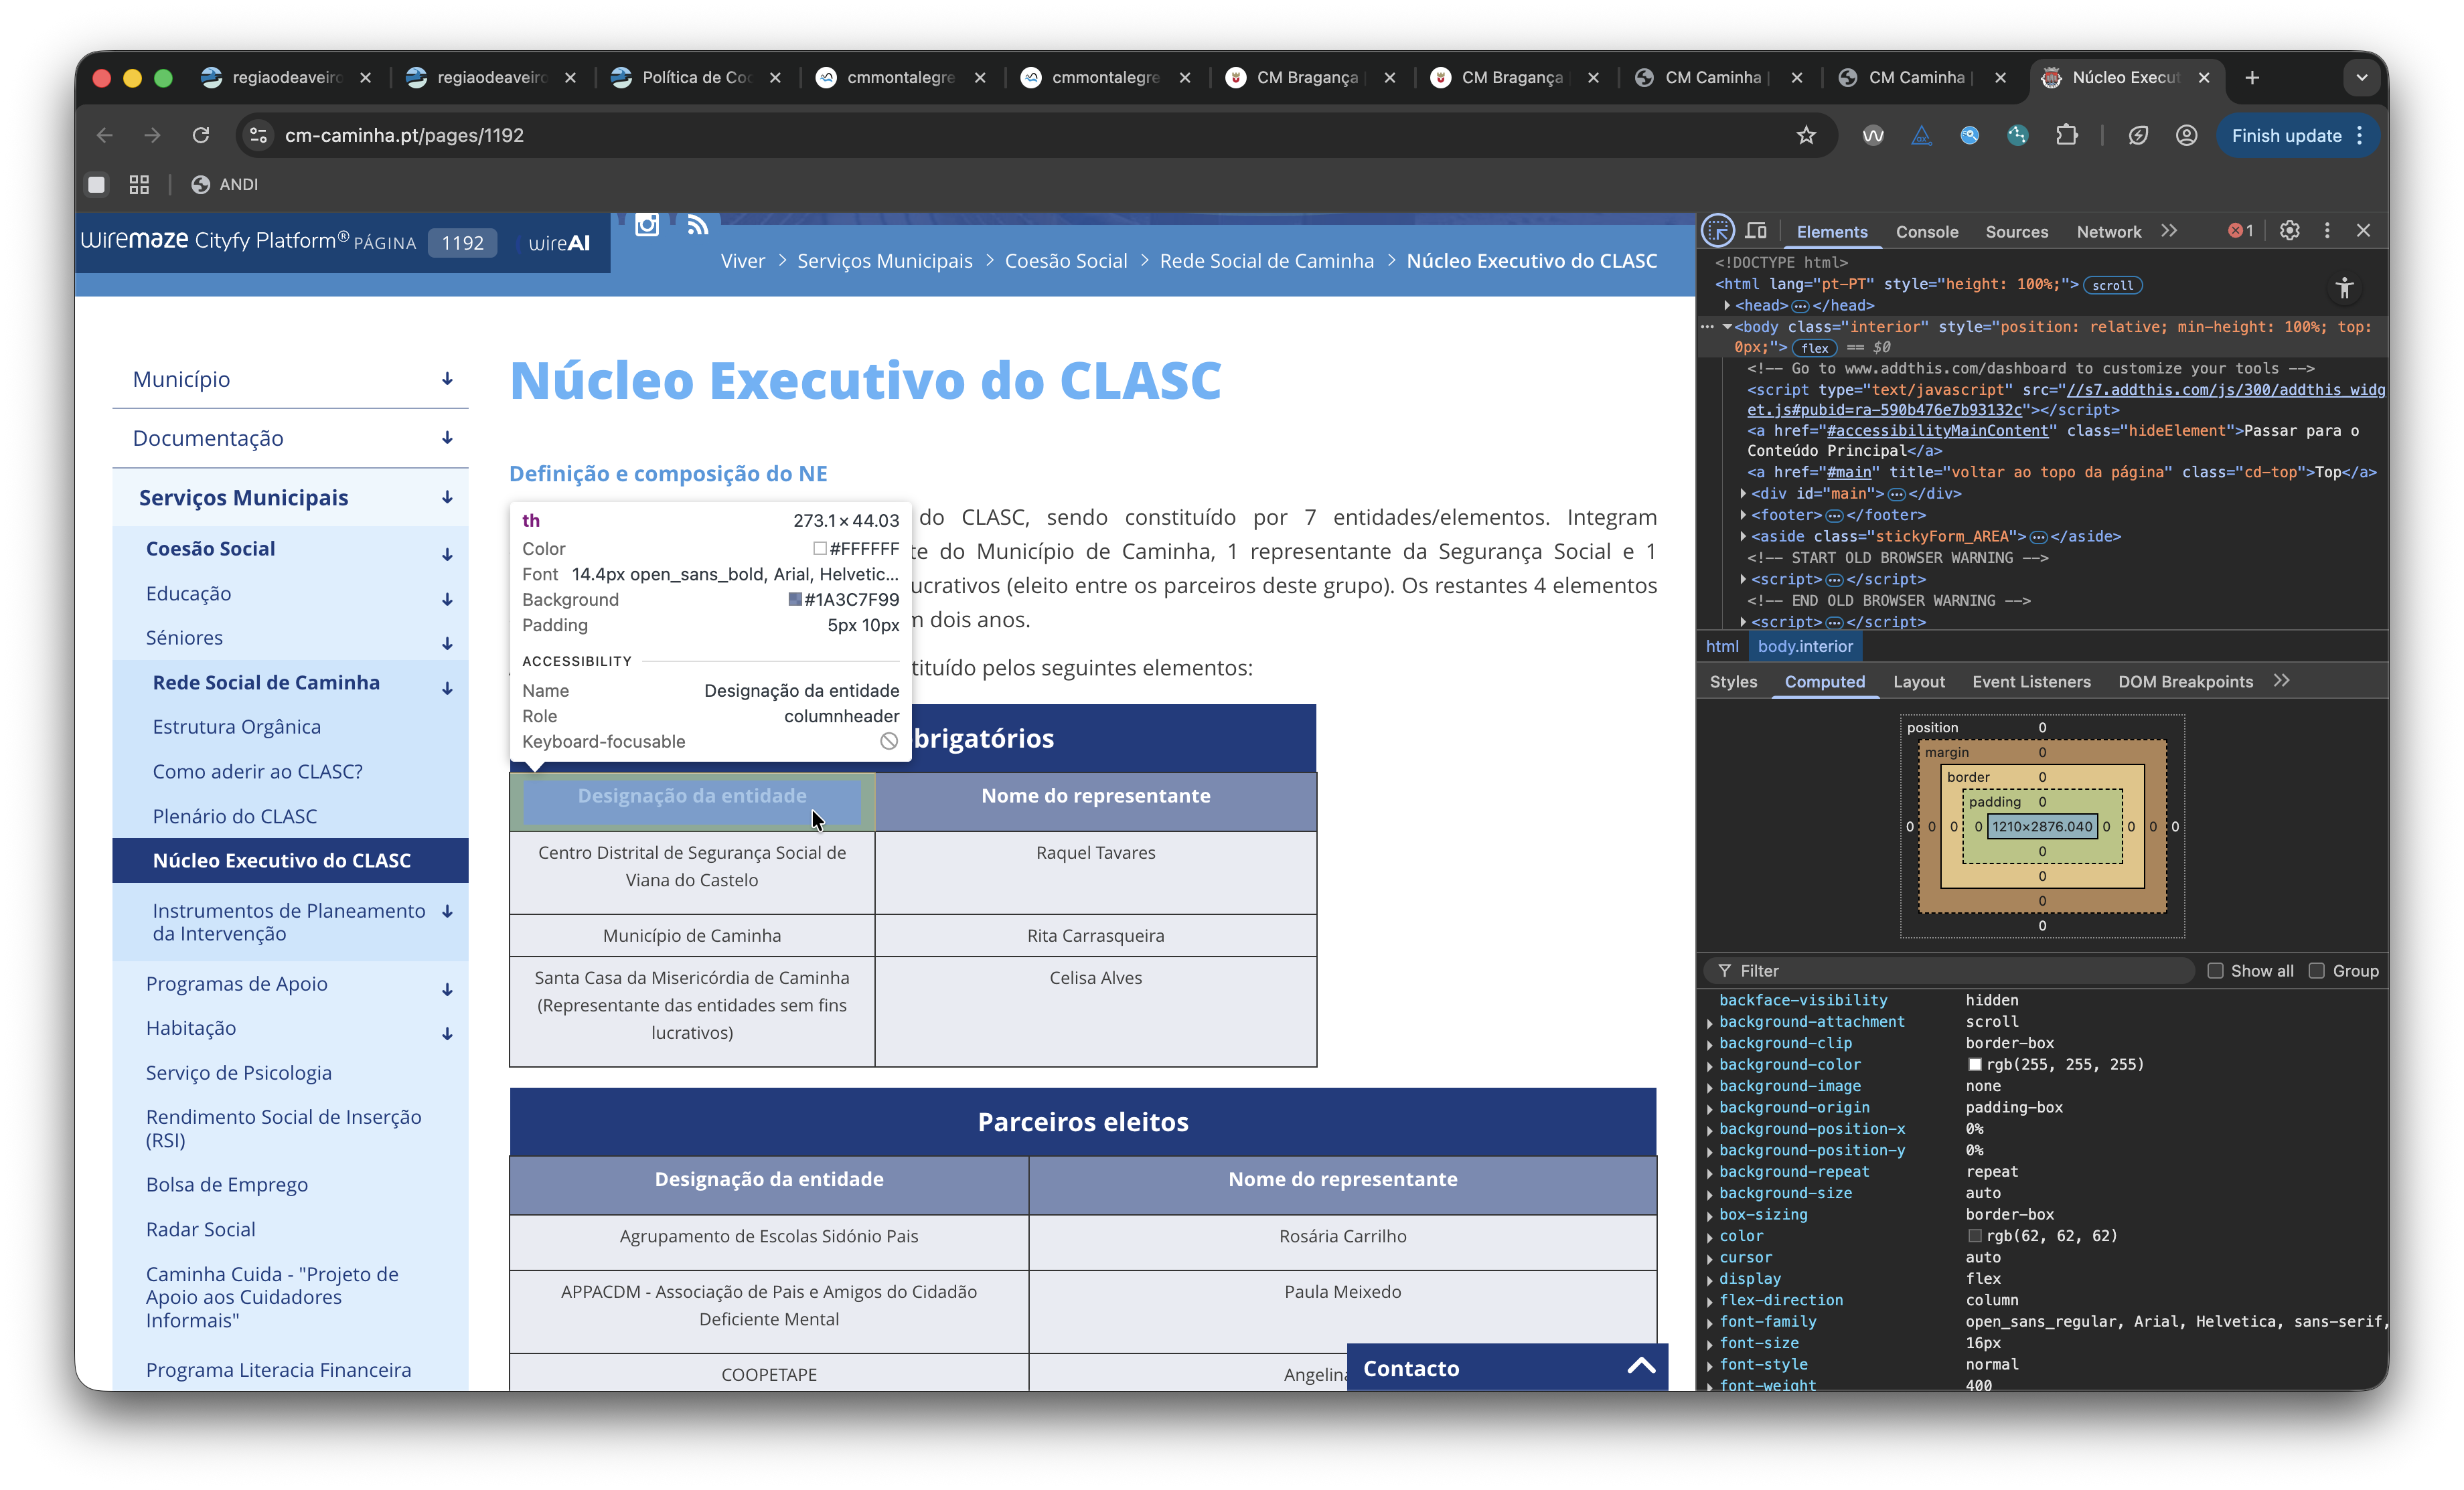 regiaodeaveiro
regiaodeaveiro
Política de Coo
cmmontalegre
cmmontalegre
CM Bragança
CM Bragança
CM Caminha |
CM Caminha |
Núcleo Execut
cm-caminha.pt/pages/1192
Finish update
ANDI
wiremaze Cityfy Platform® PÁGINA 1192 wireAI
Viver > Serviços Municipais > Coesão Social > Rede Social de Caminha > Núcleo Executivo do CLASC
Município
Documentação
Serviços Municipais
Coesão Social
Educação
Séniores
Rede Social de Caminha
Estrutura Orgânica
Como aderir ao CLASC?
Plenário do CLASC
Núcleo Executivo do CLASC
Instrumentos de Planeamento
da Intervenção
Programas de Apoio
Habitação
Serviço de Psicologia
Rendimento Social de Inserção
(RSI)
Bolsa de Emprego
Radar Social
Caminha Cuida - "Projeto de
Apoio aos Cuidadores
Informais"
Programa Literacia Financeira
Núcleo Executivo do CLASC
Definição e composição do NE
do CLASC, sendo constituído por 7 entidades/elementos. Integram
te do Município de Caminha, 1 representante da Segurança Social e 1
ucrativos (eleito entre os parceiros deste grupo). Os restantes 4 elementos
m dois anos.
tituído pelos seguintes elementos:
th 273.1×44.03
Color #FFFFFF
Font 14.4px open_sans_bold, Arial, Helvetic...
Background #1A3C7F99
Padding 5px 10px
ACCESSIBILITY
Name Designação da entidade
Role columnheader
Keyboard-focusable
brigatórios
Designação da entidade Nome do representante
Centro Distrital de Segurança Social de
Viana do Castelo
Raquel Tavares
Município de Caminha Rita Carrasqueira
Santa Casa da Misericórdia de Caminha
(Representante das entidades sem fins
lucrativos)
Celisa Alves
Parceiros eleitos
Designação da entidade Nome do representante
Agrupamento de Escolas Sidónio Pais Rosária Carrilho
APPACDM - Associação de Pais e Amigos do Cidadão
Deficiente Mental
Paula Meixedo
COOPETAPE Angelina
Contacto
Elements Console Sources Network 1
<!DOCTYPE html>
<html lang="pt-PT" style="height: 100%;"> scroll
<head> ... </head>
... <body class="interior" style="position: relative; min-height: 100%; top:
0px;"> flex == $0
<!-- Go to www.addthis.com/dashboard to customize your tools -->
<script type="text/javascript" src="//s7.addthis.com/js/300/addthis_widg
et.js#pubid=ra-590b476e7b93132c"></script>
<a href="#accessibilityMainContent" class="hideElement">Passar para o
Conteúdo Principal</a>
<a href="#main" title="voltar ao topo da página" class="cd-top">Top</a>
<div id="main"> ... </div>
<footer> ... </footer>
<aside class="stickyForm_AREA"> ... </aside>
<!-- START OLD BROWSER WARNING -->
<script> ... </script>
<!-- END OLD BROWSER WARNING -->
<script> ... </script>
html body.interior
Styles Computed Layout Event Listeners DOM Breakpoints
position 0
margin 0
border 0
padding 0
0 0 0 0 1210×2876.040 0 0 0 0
0
0
0
0
Filter Show all Group
backface-visibility hidden
background-attachment scroll
background-clip border-box
background-color rgb(255, 255, 255)
background-image none
background-origin padding-box
background-position-x 0%
background-position-y 0%
background-repeat repeat
background-size auto
box-sizing border-box
color rgb(62, 62, 62)
cursor auto
display flex
flex-direction column
font-family open_sans_regular, Arial, Helvetica, sans-serif,
font-size 16px
font-style normal
font-weight 400